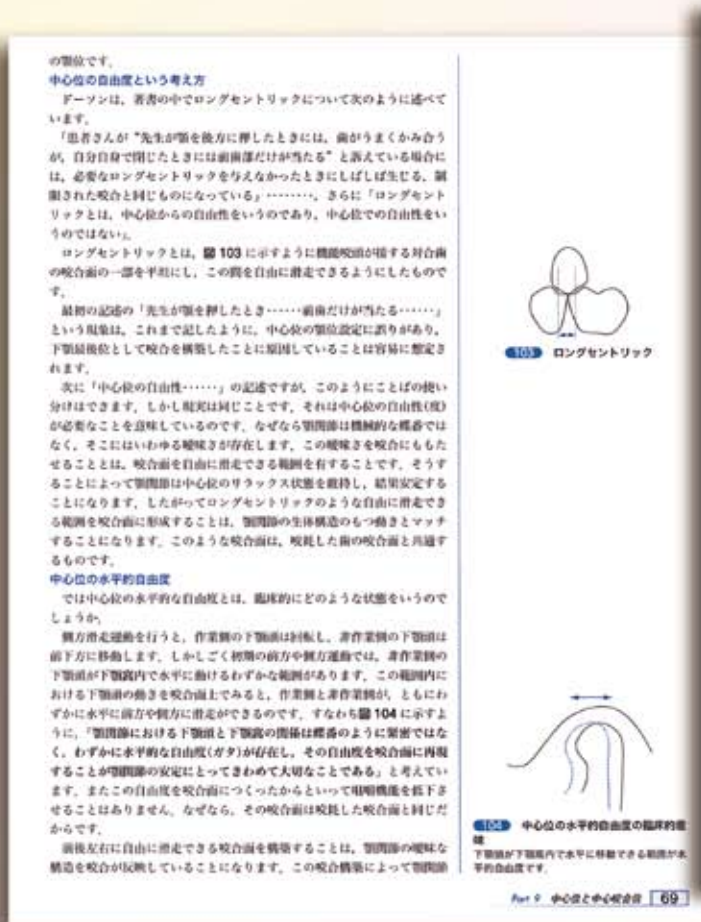 の顎位です.
中心位の自由度という考え方
ドーソンは，著書の中でロングセントリックについて次のように述べて
います.
「患者さんが“先生が顎を後方に押したときには，歯がうまくかみ合う
が，自分自身で閉じたときには前歯部だけが当たる”と訴えている場合に
は，必要なロングセントリックを与えなかったときにしばしば生じる，制
限された咬合と同じものになっている」………，さらに「ロングセント
リックとは，中心位からの自由性をいうのであり，中心位での自由性をい
うのではない」．
ロングセントリックとは，図 103 に示すように機能咬頭が接する対合歯
の咬合面の一部を平坦にし，この間を自由に滑走できるようにしたもので
す．
最初の記述の「先生が顎を押したとき……前歯だけが当たる……」
という現象は，これまで記したように，中心位の顎位設定に誤りがあり，
下顎最後位として咬合を構築したことに原因していることは容易に想定さ
れます．
次に「中心位の自由性……」の記述ですが，このようにことばの使い
分けはできます．しかし現実は同じことです．それは中心位の自由性(度)
が必要なことを意味しているのです．なぜなら顎関節は機械的な蝶番では
なく，そこにはいわゆる曖昧さが存在します．この曖昧さを咬合にももた
せることとは，咬合面を自由に滑走できる範囲を有することです．そうす
ることによって顎関節は中心位のリラックス状態を維持し，結果安定する
ことになります．したがってロングセントリックのような自由に滑走でき
る範囲を咬合面に形成することは，顎関節の生体構造のもつ動きとマッチ
することになります．このような咬合面は，咬耗した歯の咬合面と共通す
るものです．
中心位の水平的自由度
では中心位の水平的な自由度とは，臨床的にどのような状態をいうので
しょうか．
側方滑走運動を行うと，作業側の下顎頭は回転し，非作業側の下顎頭は
前下方に移動します．しかしごく初期の前方や側方運動では，非作業側の
下顎頭が下顎窩内で水平に動けるわずかな範囲があります．この範囲内に
おける下顎頭の動きを咬合面上でみると，作業側と非作業側が，ともにわ
ずかに水平に前方や側方に滑走ができるのです．すなわち図 104 に示すよ
うに，「顎関節における下顎頭と下顎窩の関係は蝶番のように緊密ではな
く，わずかに水平的な自由度(ガタ)が存在し，その自由度を咬合面に再現
することが顎関節の安定にとってきわめて大切なことである」と考えてい
ます．またこの自由度を咬合面につくったからといって咀嚼機能を低下さ
せることはありません．なぜなら，その咬合面は咬耗した咬合面と同じだ
からです．
前後左右に自由に滑走できる咬合面を構築することは，顎関節の曖昧な
構造を咬合が反映していることになります．この咬合構築によって顎関節
103 ロングセントリック
104 中心位の水平的自由度の臨床的意
味
下顎頭が下顎窩内で水平に移動できる範囲が水
平的自由度です．
Part 9 中心位と中心咬合位 69